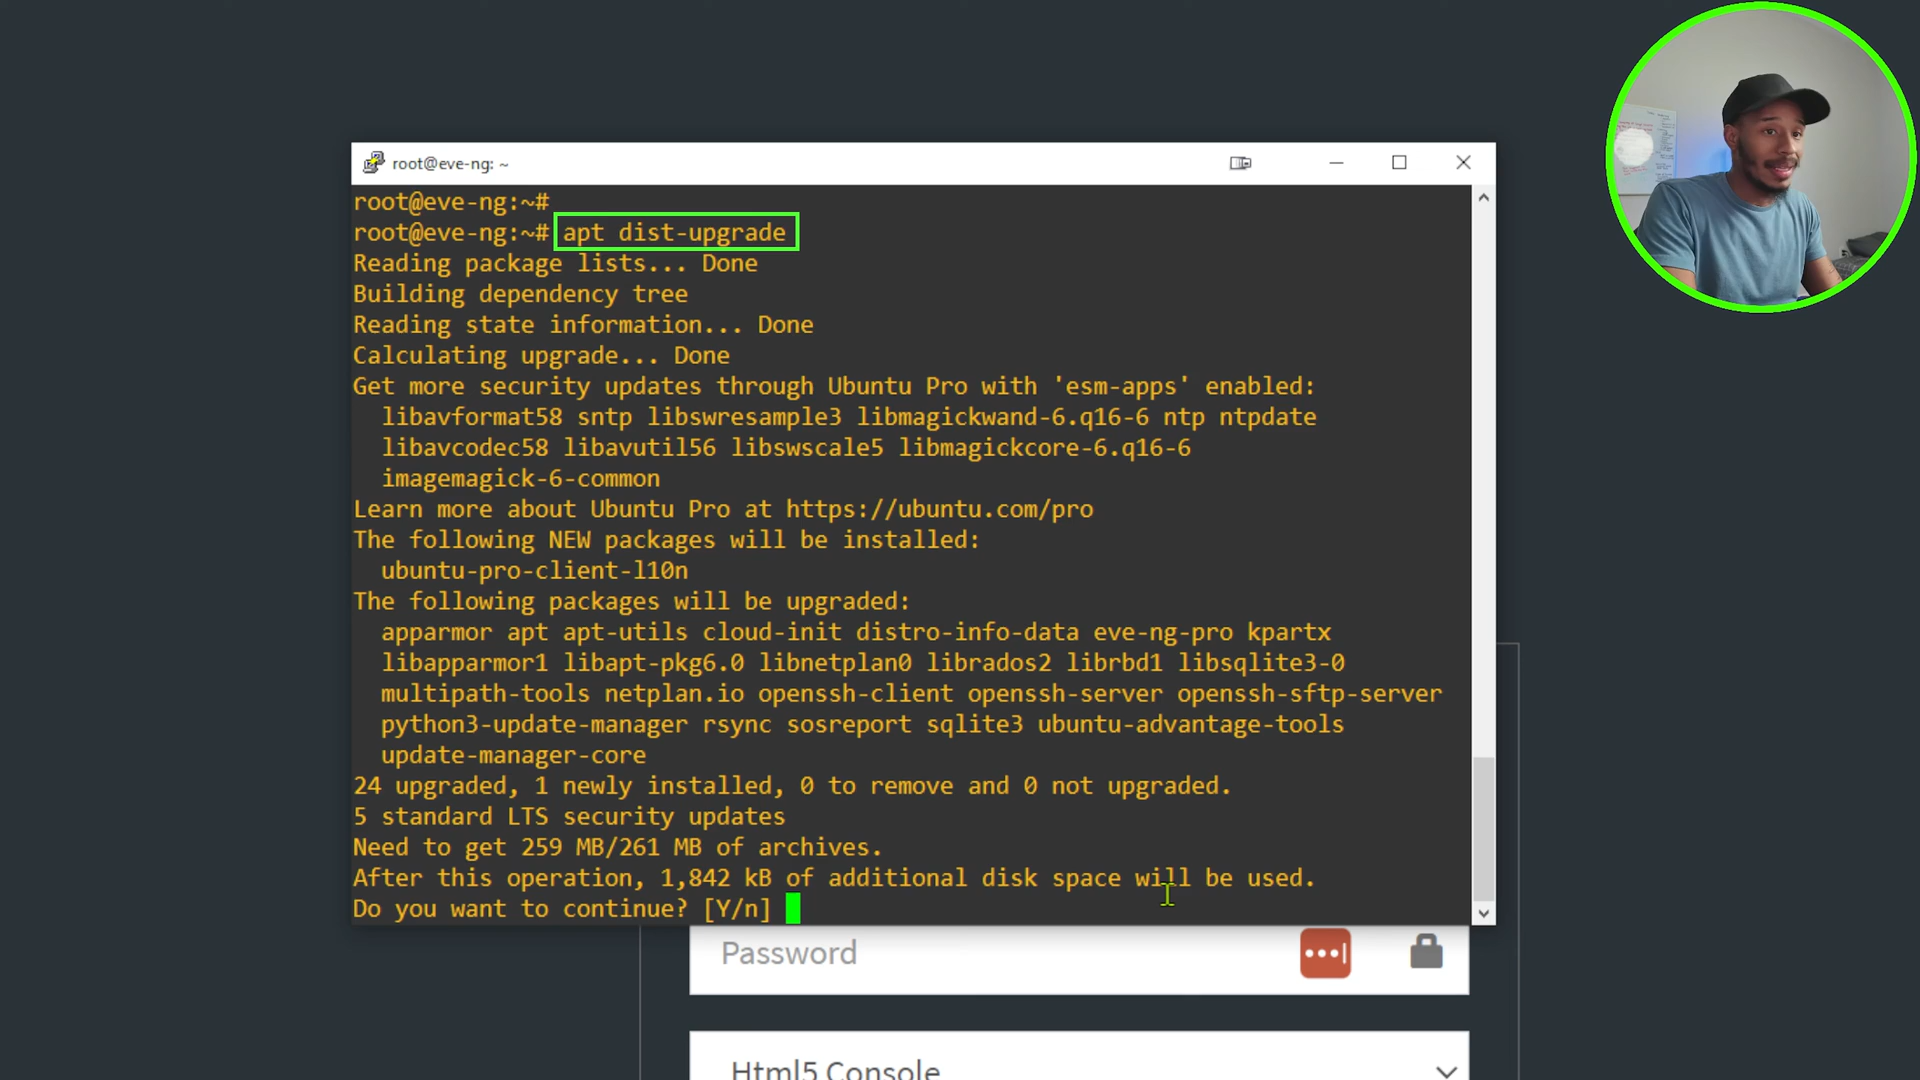 root@eve-ng: ~
root@eve-ng:~#
root@eve-ng:~# apt dist-upgrade
Reading package lists... Done
Building dependency tree
Reading state information... Done
Calculating upgrade... Done
Get more security updates through Ubuntu Pro with 'esm-apps' enabled:
libavformat58 sntp libswresample3 libmagickwand-6.q16-6 ntp ntpdate
libavcodec58 libavutil56 libswscale5 libmagickcore-6.q16-6
imagemagick-6-common
Learn more about Ubuntu Pro at https://ubuntu.com/pro
The following NEW packages will be installed:
ubuntu-pro-client-l10n
The following packages will be upgraded:
apparmor apt apt-utils cloud-init distro-info-data eve-ng-pro kpartx
libapparmor1 libapt-pkg6.0 libnetplan0 librados2 librbd1 libsqlite3-0
multipath-tools netplan.io openssh-client openssh-server openssh-sftp-server
python3-update-manager rsync sosreport sqlite3 ubuntu-advantage-tools
update-manager-core
24 upgraded, 1 newly installed, 0 to remove and 0 not upgraded.
5 standard LTS security updates
Need to get 259 MB/261 MB of archives.
After this operation, 1,842 kB of additional disk space will be used.
Do you want to continue? [Y/n]
Password
Html5 Console